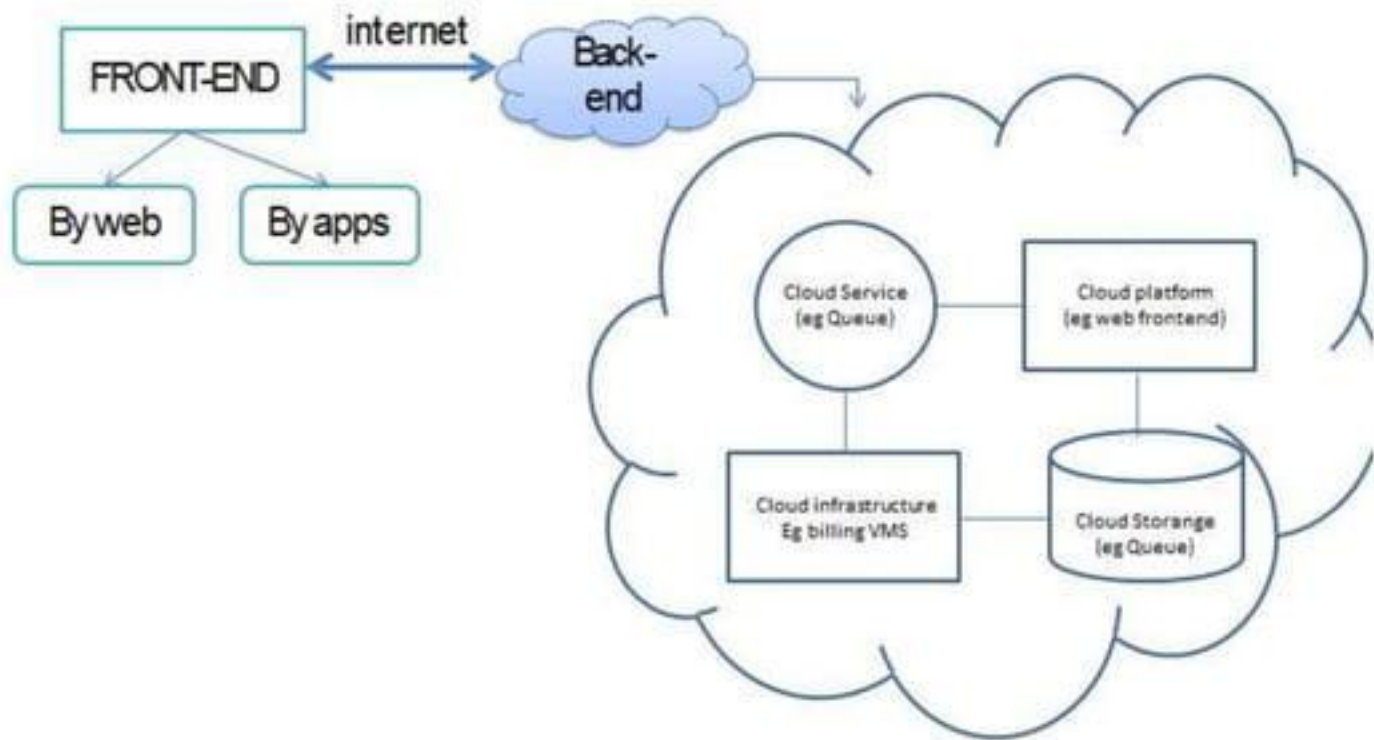 internet
FRONT-END
Back-
end
By web
By apps
Cloud Service
(eg Queue)
Cloud platform
(eg web frontend)
Cloud infrastructure
Eg billing VMS
Cloud Storange
(eg Queue)